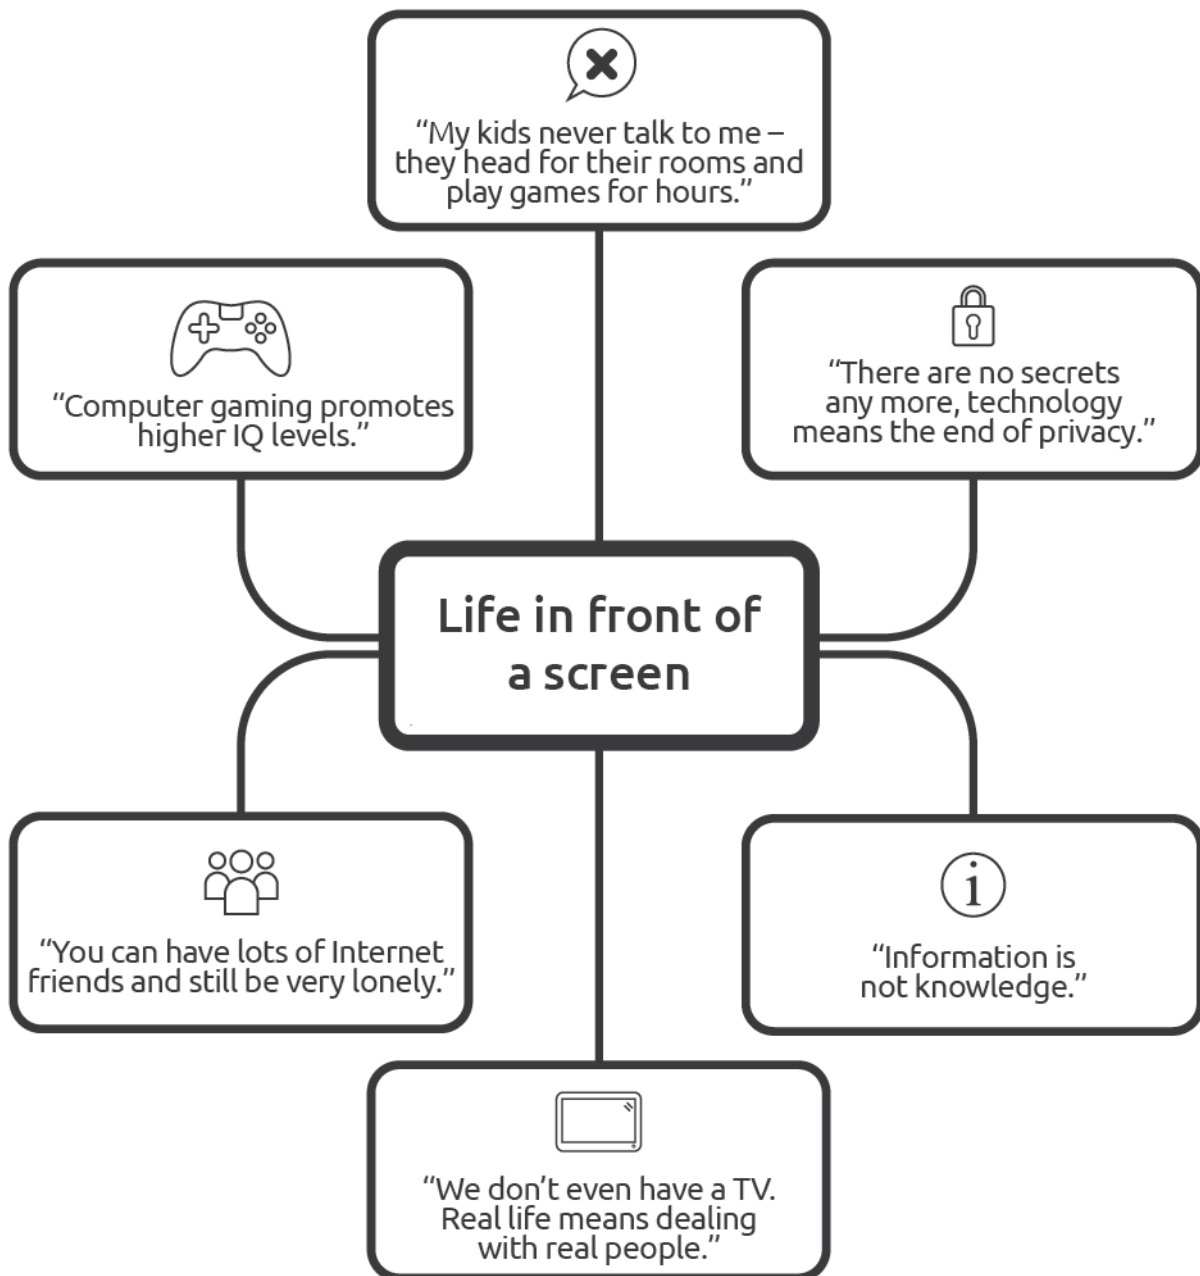 “My kids never talk to me –
they head for their rooms and
play games for hours.”
“Computer gaming promotes
higher IQ levels.”
“There are no secrets
any more, technology
means the end of privacy.”
Life in front of
a screen
“You can have lots of Internet
friends and still be very lonely.”
i
“Information is
not knowledge.”
“We don’t even have a TV.
Real life means dealing
with real people.”